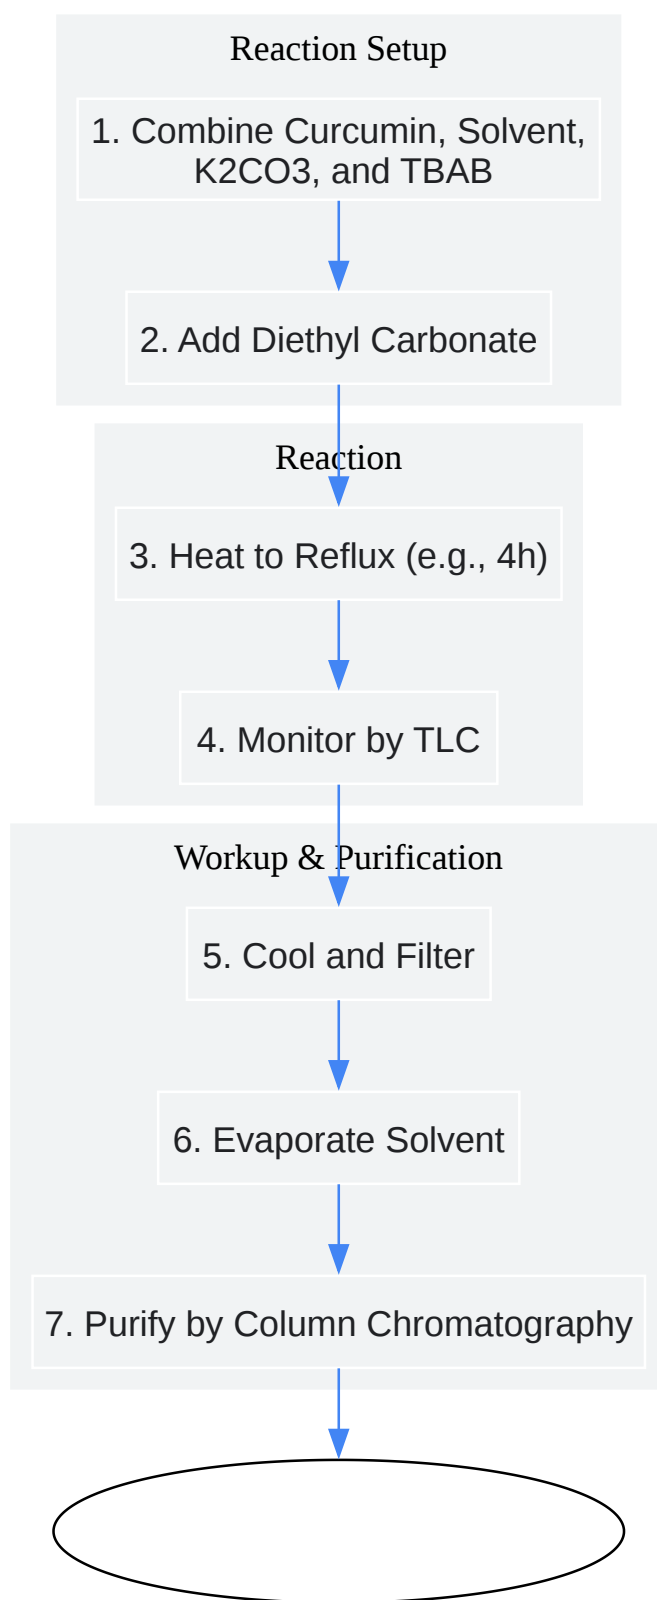 Reaction Setup
1. Combine Curcumin, Solvent,
K2CO3, and TBAB
2. Add Diethyl Carbonate
Reaction
3. Heat to Reflux (e.g., 4h)
4. Monitor by TLC
Workup & Purification
5. Cool and Filter
6. Evaporate Solvent
7. Purify by Column Chromatography